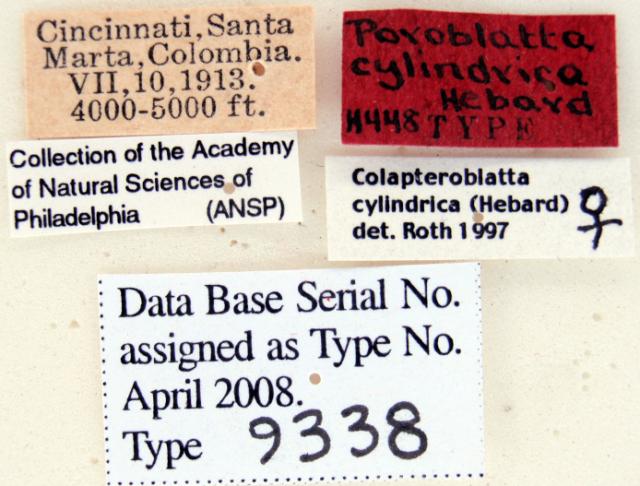 Cincinnati, Santa
Marta, Colombia.
VII, 10, 1913.
4000-5000 ft.
Poroblatta
cylindrica
Hebard
H448 TYPE
Collection of the Academy
of Natural Sciences of
Philadelphia (ANSP)
Colapteroblatta
cylindrica (Hebard) ♀
det. Roth 1997
Data Base Serial No.
assigned as Type No.
April 2008.
Type 9338